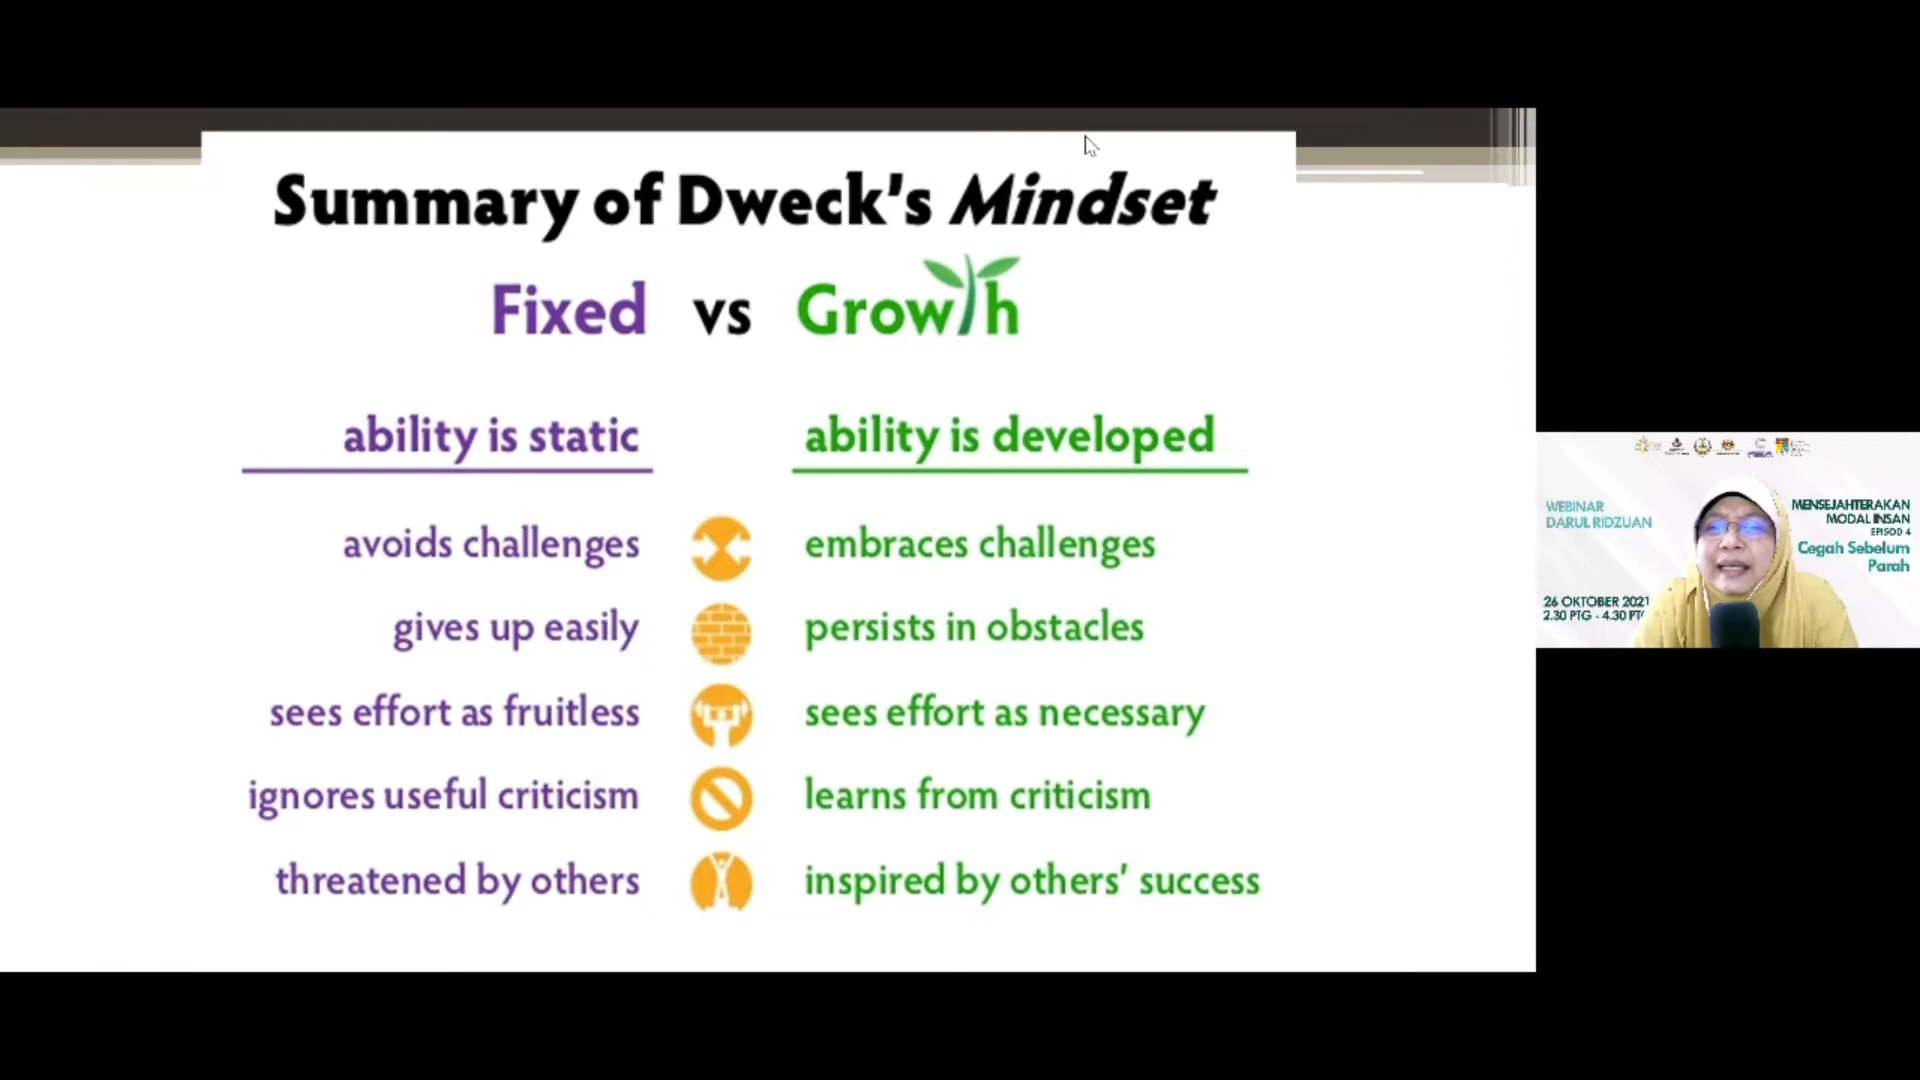 Summary of Dweck's Mindset
Fixed vs Growth
ability is static
ability is developed
avoids challenges
embraces challenges
gives up easily
persists in obstacles
sees effort as fruitless
sees effort as necessary
ignores useful criticism
learns from criticism
threatened by others
inspired by others' success
WEBINAR
DARUL RIDZUAN
26 OKTOBER 2021
2.30 PTG - 4.30 PTG
MENSEJAHTERAKAN
MODAL INSAN
EPISOD 4
Cegah Sebelum
Parah